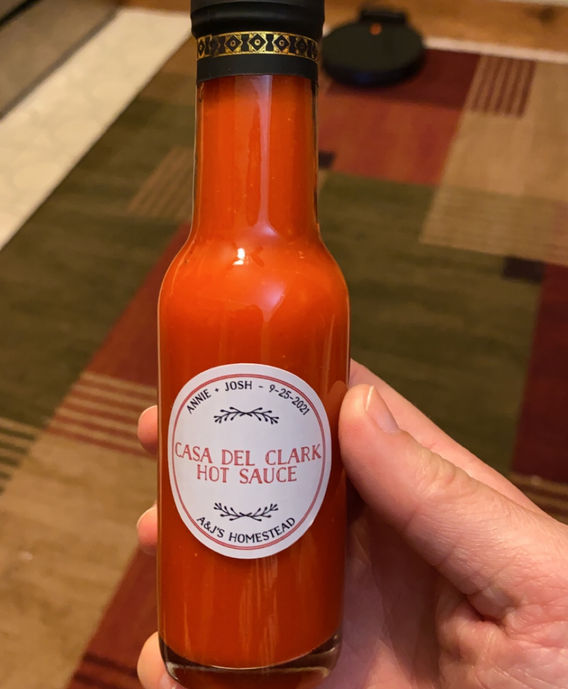 ANNIE + JOSH - 9-25-2021
CASA DEL CLARK
HOT SAUCE
A&J'S HOMESTEAD